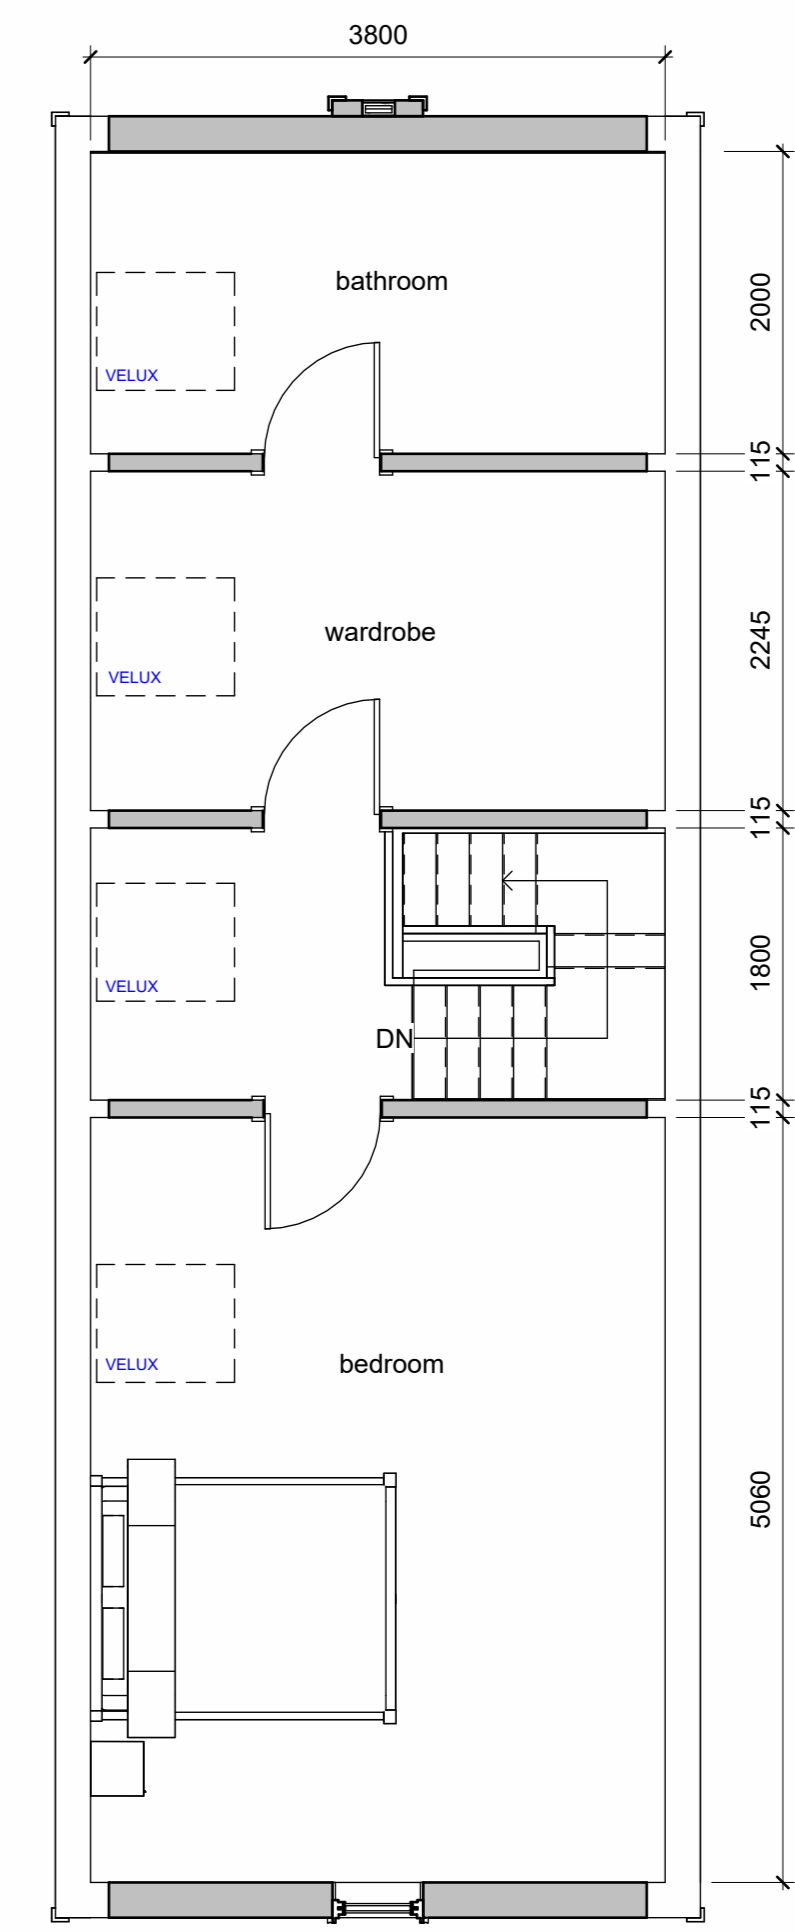 3800
bathroom
2000
VELUX
115
2245
wardrobe
VELUX
115
1800
VELUX
DN
115
VELUX
bedroom
5060